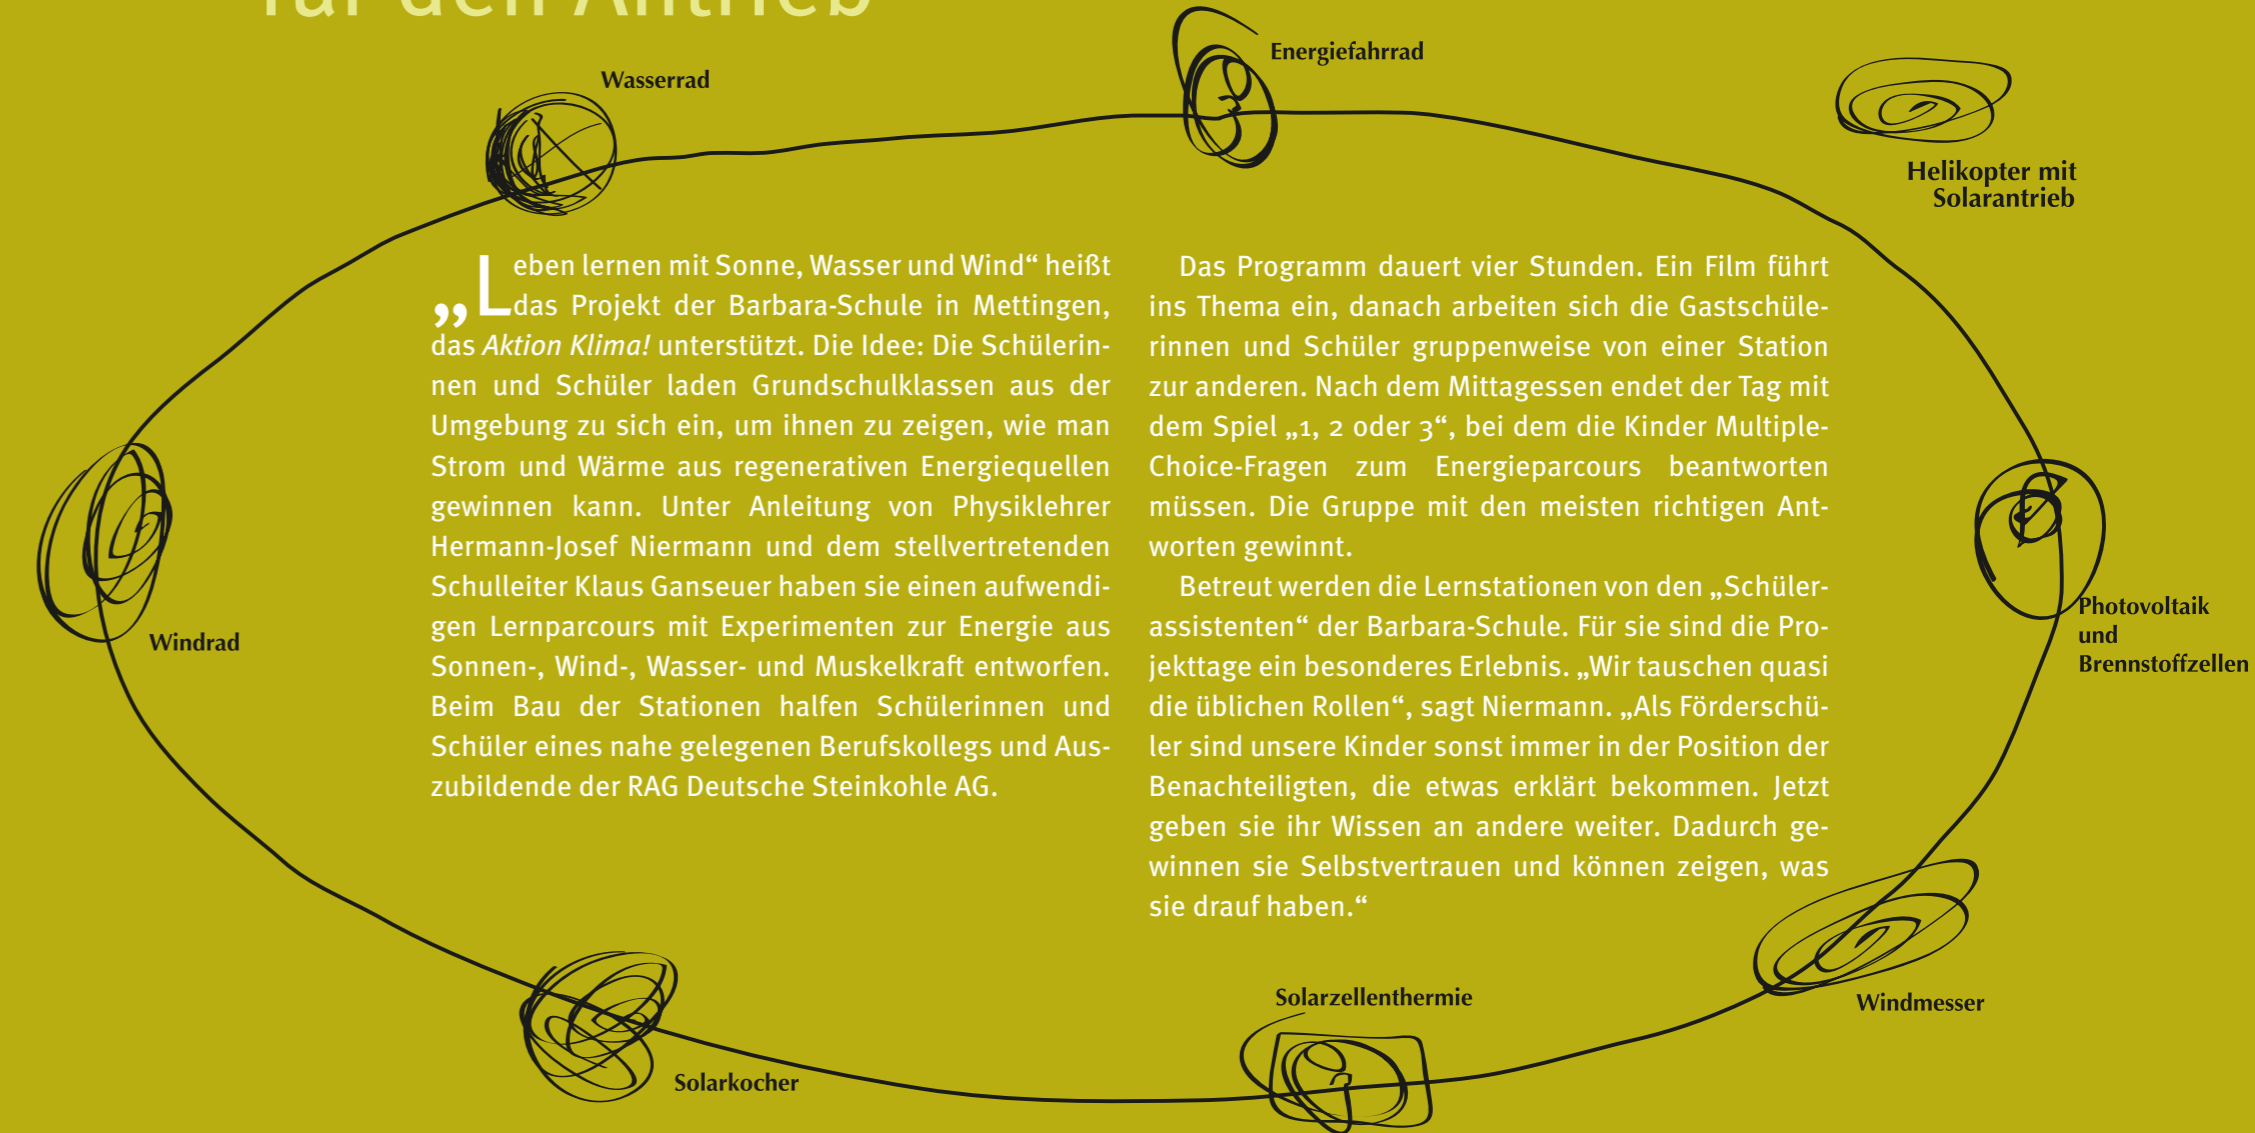 für den Antrieb
Wasserrad
Energiefahrrad
Helikopter mit
Solarantrieb
„Leben lernen mit Sonne, Wasser und Wind“ heißt
das Projekt der Barbara-Schule in Mettingen,
das Aktion Klima! unterstützt. Die Idee: Die Schülerin-
nen und Schüler laden Grundschulklassen aus der
Umgebung zu sich ein, um ihnen zu zeigen, wie man
Strom und Wärme aus regenerativen Energiequellen
gewinnen kann. Unter Anleitung von Physiklehrer
Hermann-Josef Niermann und dem stellvertretenden
Schulleiter Klaus Ganseuer haben sie einen aufwendi-
gen Lernparcours mit Experimenten zur Energie aus
Sonnen-, Wind-, Wasser- und Muskelkraft entworfen.
Beim Bau der Stationen halfen Schülerinnen und
Schüler eines nahe gelegenen Berufskollegs und Aus-
zubildende der RAG Deutsche Steinkohle AG.
Das Programm dauert vier Stunden. Ein Film führt
ins Thema ein, danach arbeiten sich die Gastschüle-
rinnen und Schüler gruppenweise von einer Station
zur anderen. Nach dem Mittagessen endet der Tag mit
dem Spiel „1, 2 oder 3“, bei dem die Kinder Multiple-
Choice-Fragen zum Energieparcours beantworten
müssen. Die Gruppe mit den meisten richtigen Ant-
worten gewinnt.
Betreut werden die Lernstationen von den „Schüler-
assistenten“ der Barbara-Schule. Für sie sind die Pro-
jekttage ein besonderes Erlebnis. „Wir tauschen quasi
die üblichen Rollen“, sagt Niermann. „Als Förderschü-
ler sind unsere Kinder sonst immer in der Position der
Benachteiligten, die etwas erklärt bekommen. Jetzt
geben sie ihr Wissen an andere weiter. Dadurch ge-
winnen sie Selbstvertrauen und können zeigen, was
sie drauf haben.“
Windrad
Photovoltaik
und
Brennstoffzellen
Solarzellenthermie
Windmesser
Solarkocher